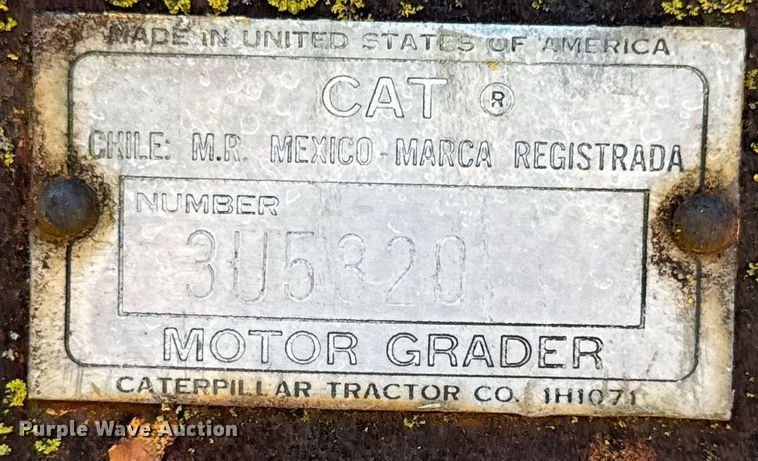 MADE IN UNITED STATES OF AMERICA
CAT ®
CHILE: M.R. MEXICO-MARCA REGISTRADA
NUMBER
3U5320
MOTOR GRADER
CATERPILLAR TRACTOR CO. 1H1071
Purple Wave Auction